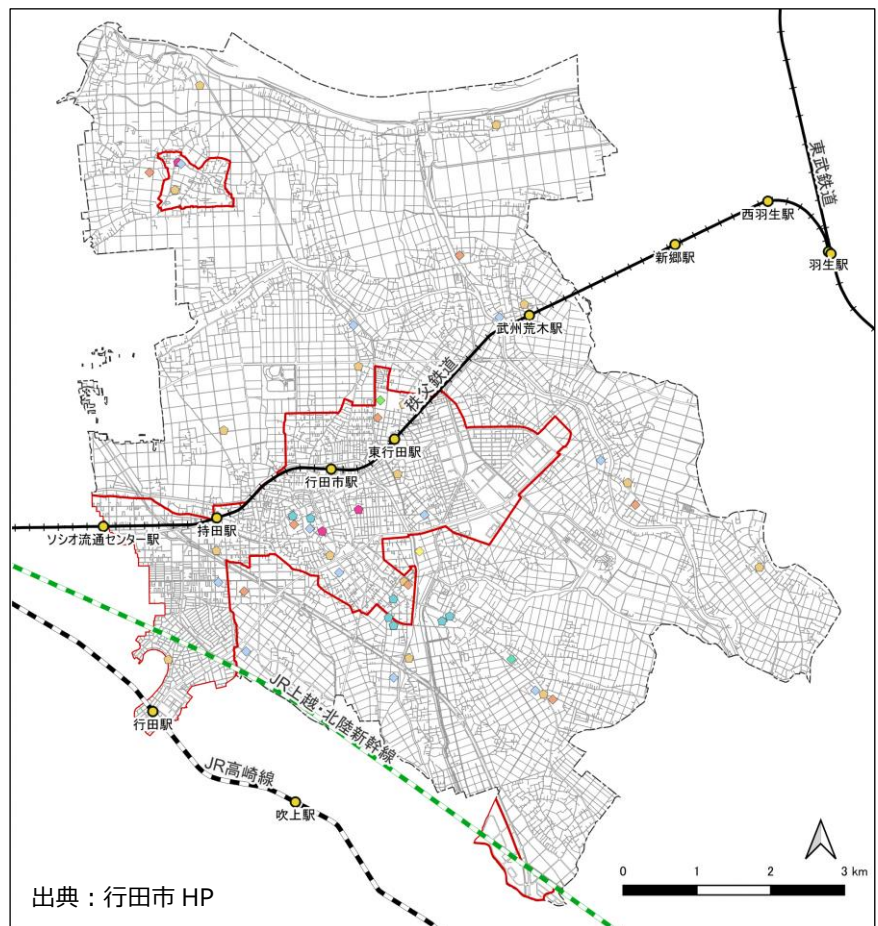 東武鉄道
西羽生駅
新郷駅
羽生駅
武州荒木駅
秩父鉄道
東行田駅
行田市駅
持田駅
ソシオ流通センター駅
行田駅
JR上越・北陸新幹線
JR高崎線
吹上駅
0 1 2 3 km
出典：行田市 HP